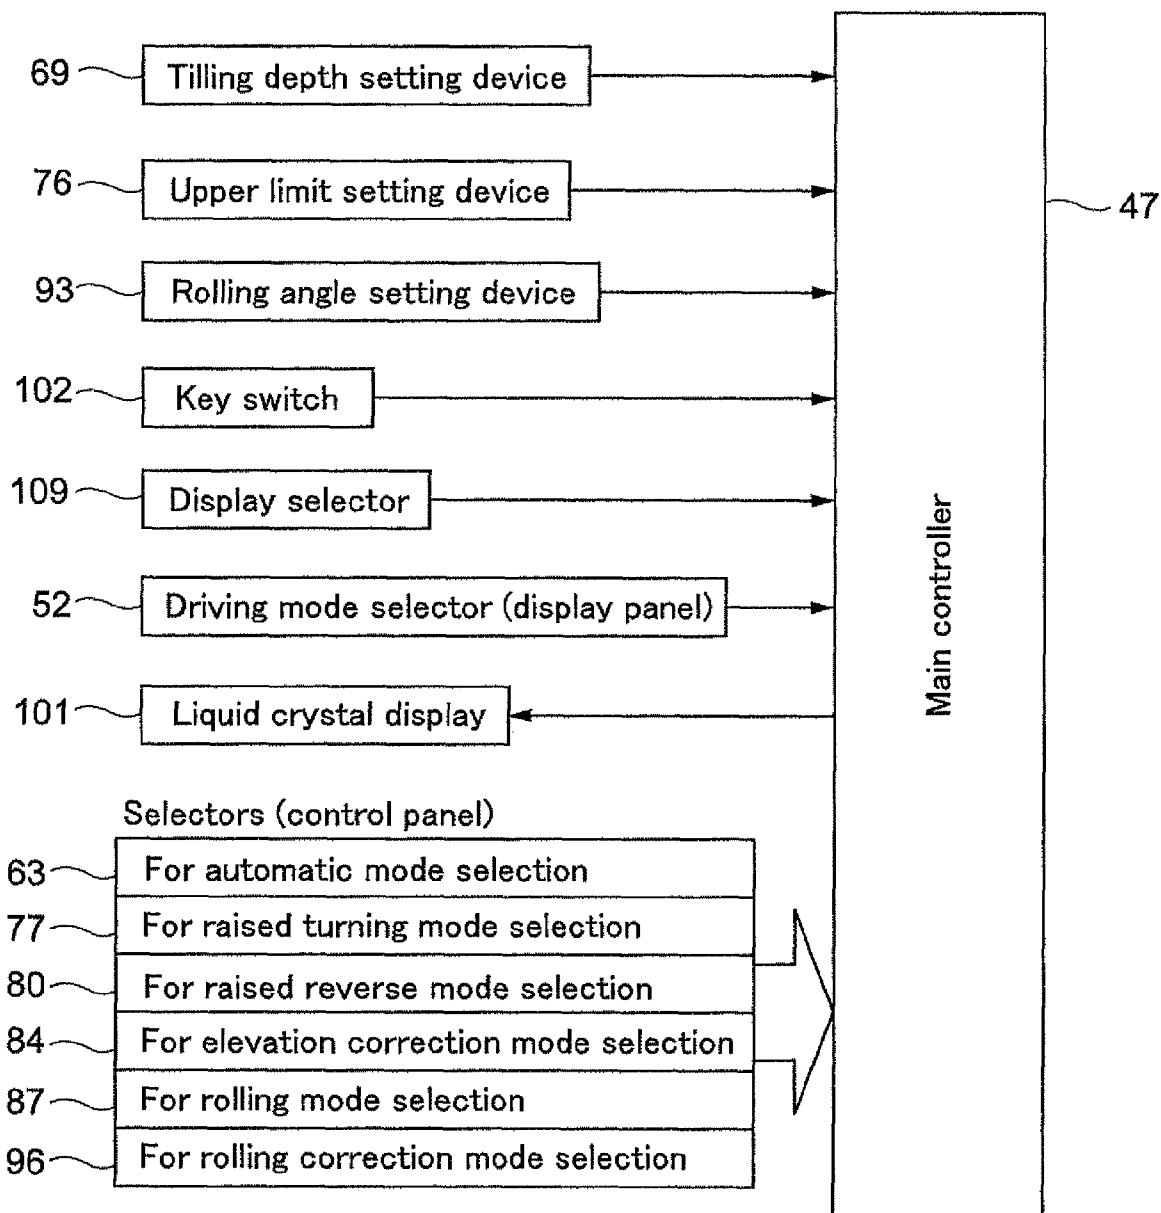 69 Tilling depth setting device
76 Upper limit setting device
47
93 Rolling angle setting device
102 Key switch
109 Display selector
Main controller
52 Driving mode selector (display panel)
101 Liquid crystal display
Selectors (control panel)
63 For automatic mode selection
77 For raised turning mode selection
80 For raised reverse mode selection
84 For elevation correction mode selection
87 For rolling mode selection
96 For rolling correction mode selection